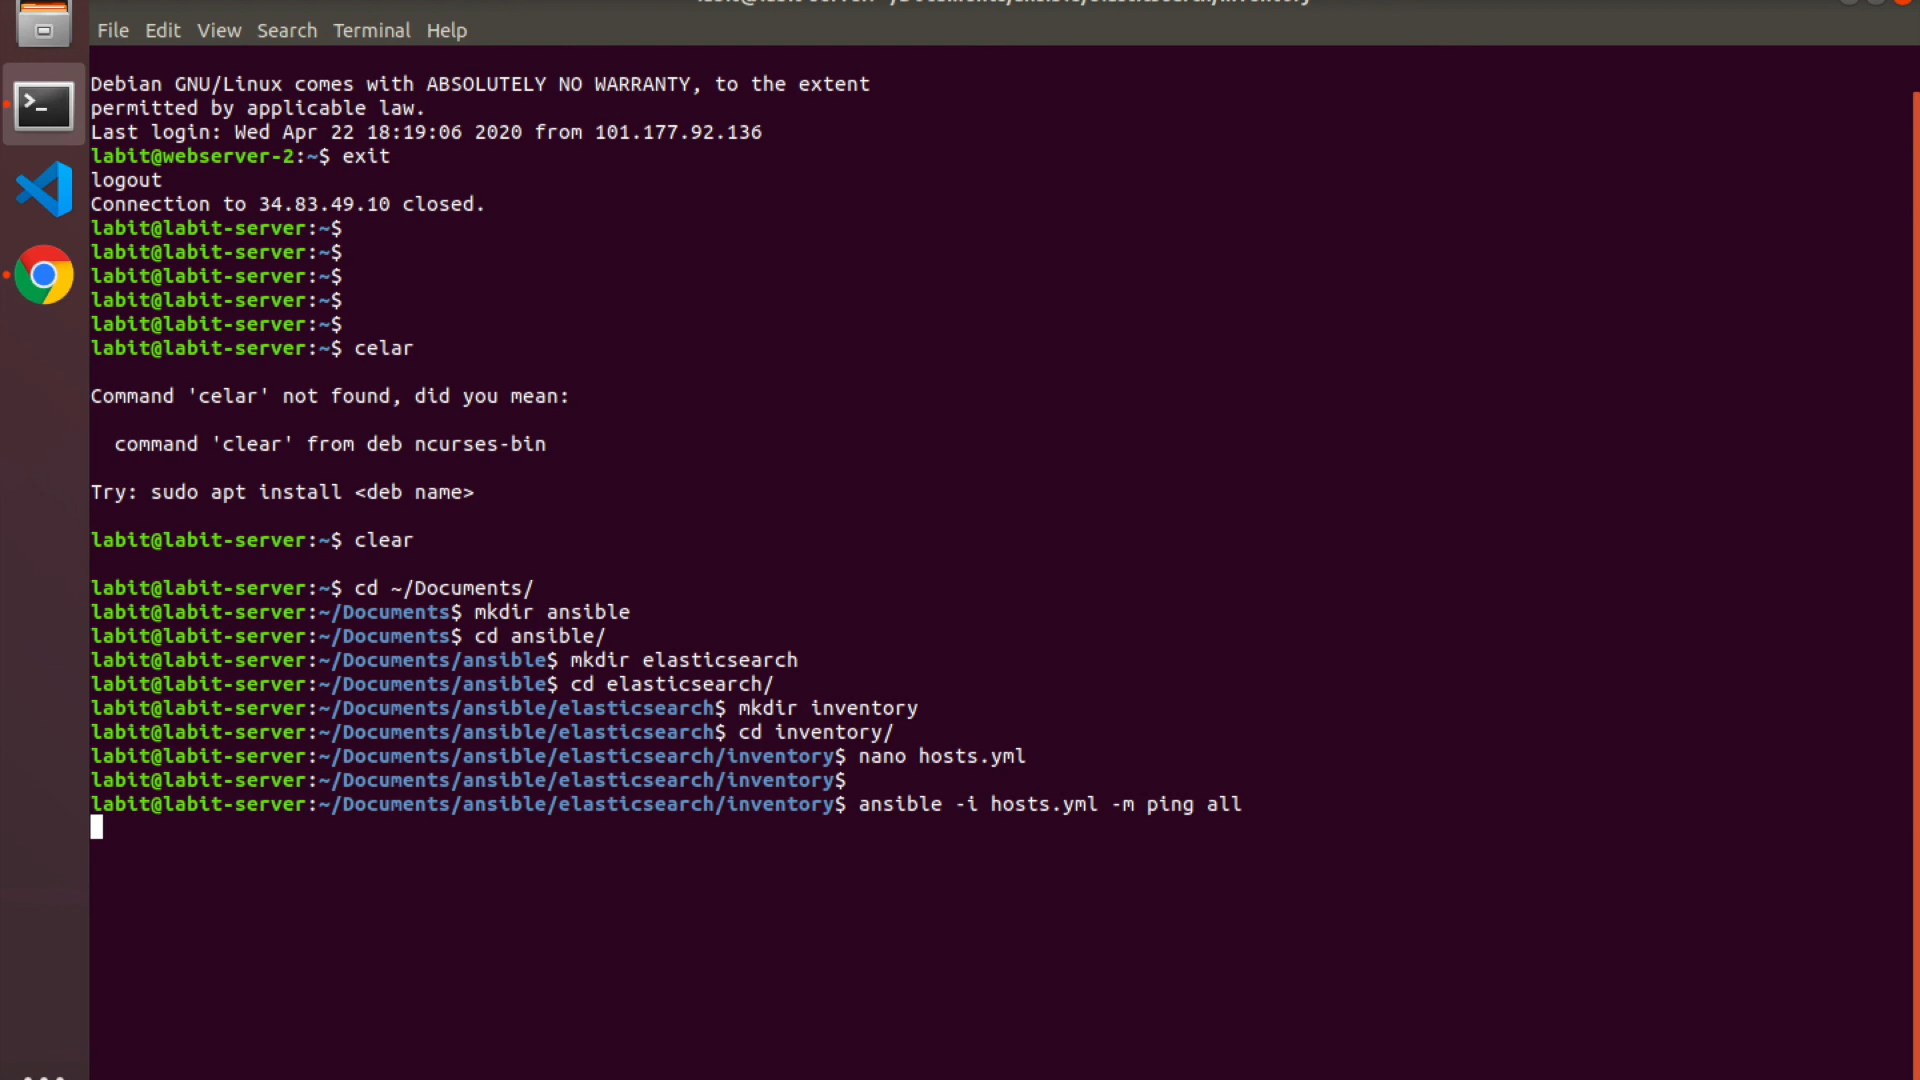 File Edit View Search Terminal Help
Debian GNU/Linux comes with ABSOLUTELY NO WARRANTY, to the extent
permitted by applicable law.
Last login: Wed Apr 22 18:19:06 2020 from 101.177.92.136
labit@webserver-2:~$ exit
logout
Connection to 34.83.49.10 closed.
labit@labit-server:~$
labit@labit-server:~$
labit@labit-server:~$
labit@labit-server:~$
labit@labit-server:~$
labit@labit-server:~$ celar
Command 'celar' not found, did you mean:
command 'clear' from deb ncurses-bin
Try: sudo apt install <deb name>
labit@labit-server:~$ clear
labit@labit-server:~$ cd ~/Documents/
labit@labit-server:~/Documents$ mkdir ansible
labit@labit-server:~/Documents$ cd ansible/
labit@labit-server:~/Documents/ansible$ mkdir elasticsearch
labit@labit-server:~/Documents/ansible$ cd elasticsearch/
labit@labit-server:~/Documents/ansible/elasticsearch$ mkdir inventory
labit@labit-server:~/Documents/ansible/elasticsearch$ cd inventory/
labit@labit-server:~/Documents/ansible/elasticsearch/inventory$ nano hosts.yml
labit@labit-server:~/Documents/ansible/elasticsearch/inventory$
labit@labit-server:~/Documents/ansible/elasticsearch/inventory$ ansible -i hosts.yml -m ping all